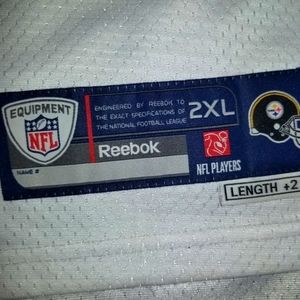 EQUIPMENT
NFL
ENGINEERED BY REEBOK TO
THE EXACT SPECIFICATIONS OF
THE NATIONAL FOOTBALL LEAGUE
2XL
Reebok
NFL PLAYERS
NAME #
LENGTH +2